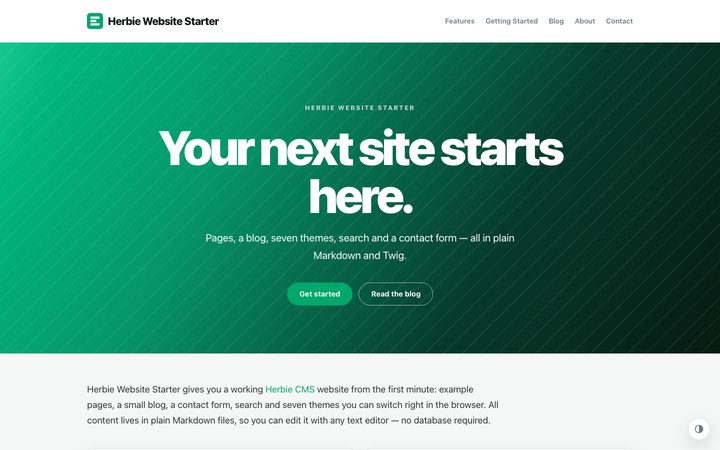 Herbie Website Starter
Features Getting Started Blog About Contact
HERBIE WEBSITE STARTER
Your next site starts
here.
Pages, a blog, seven themes, search and a contact form — all in plain
Markdown and Twig.
Get started Read the blog
Herbie Website Starter gives you a working Herbie CMS website from the first minute: example
pages, a small blog, a contact form, search and seven themes you can switch right in the browser. All
content lives in plain Markdown files, so you can edit it with any text editor — no database required.